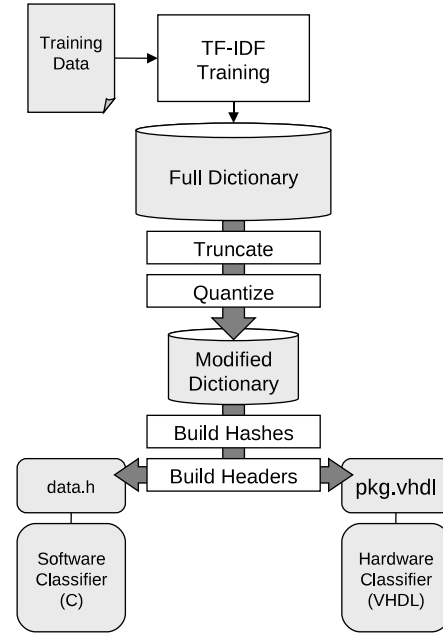 Training
Data
TF-IDF
Training
Full Dictionary
Truncate
Quantize
Modified
Dictionary
Build Hashes
Build Headers
data.h
pkg.vhdl
Software
Classifier
(C)
Hardware
Classifier
(VHDL)